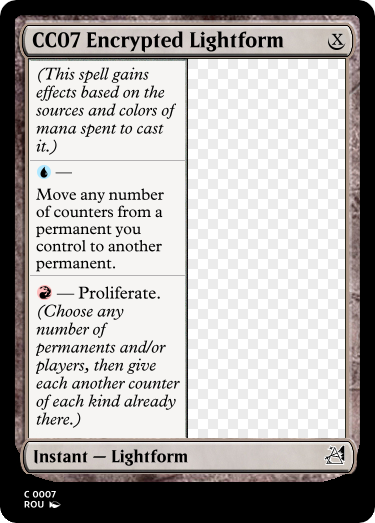 CC07 Encrypted Lightform X
(This spell gains
effects based on the
sources and colors of
mana spent to cast
it.)
—
Move any number
of counters from a
permanent you
control to another
permanent.
— Proliferate.
(Choose any
number of
permanents and/or
players, then give
each another counter
of each kind already
there.)
Instant — Lightform
C 0007
ROU